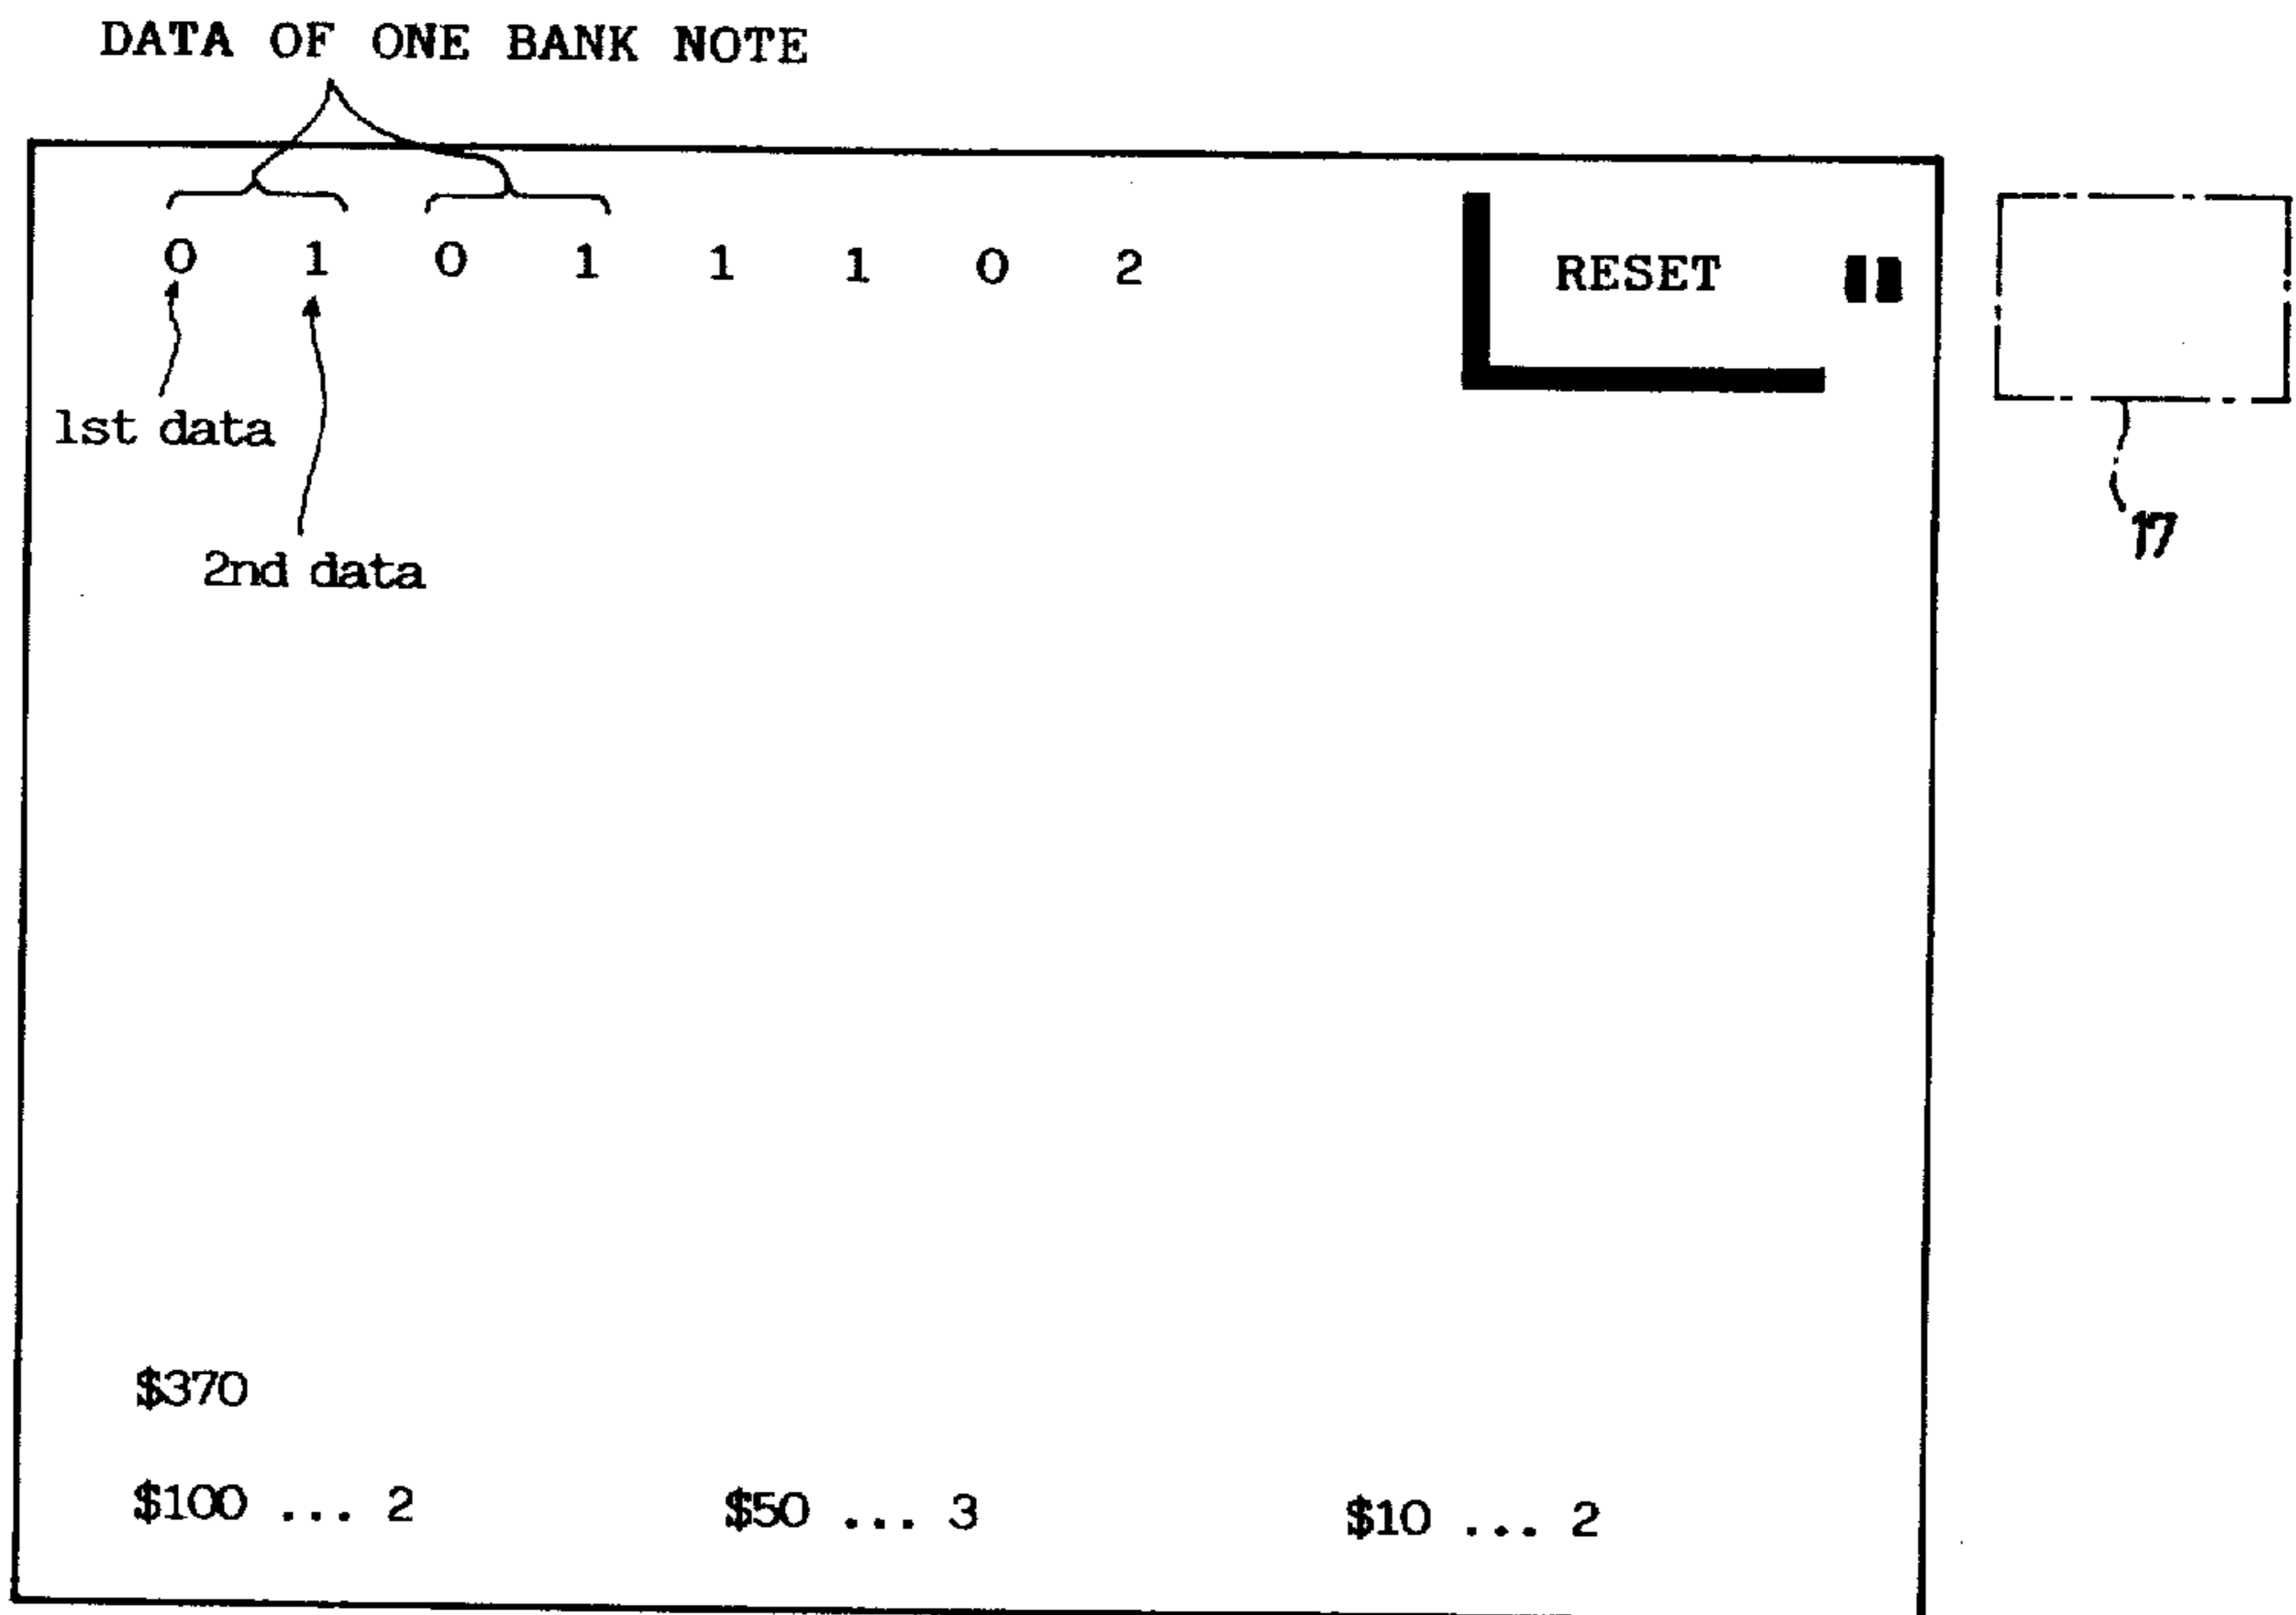 DATA OF ONE BANK NOTE
0 1 0 1 1 1 0 2 RESET
1st data
2nd data
17
$370
$100 ... 2 $50 ... 3 $10 ... 2